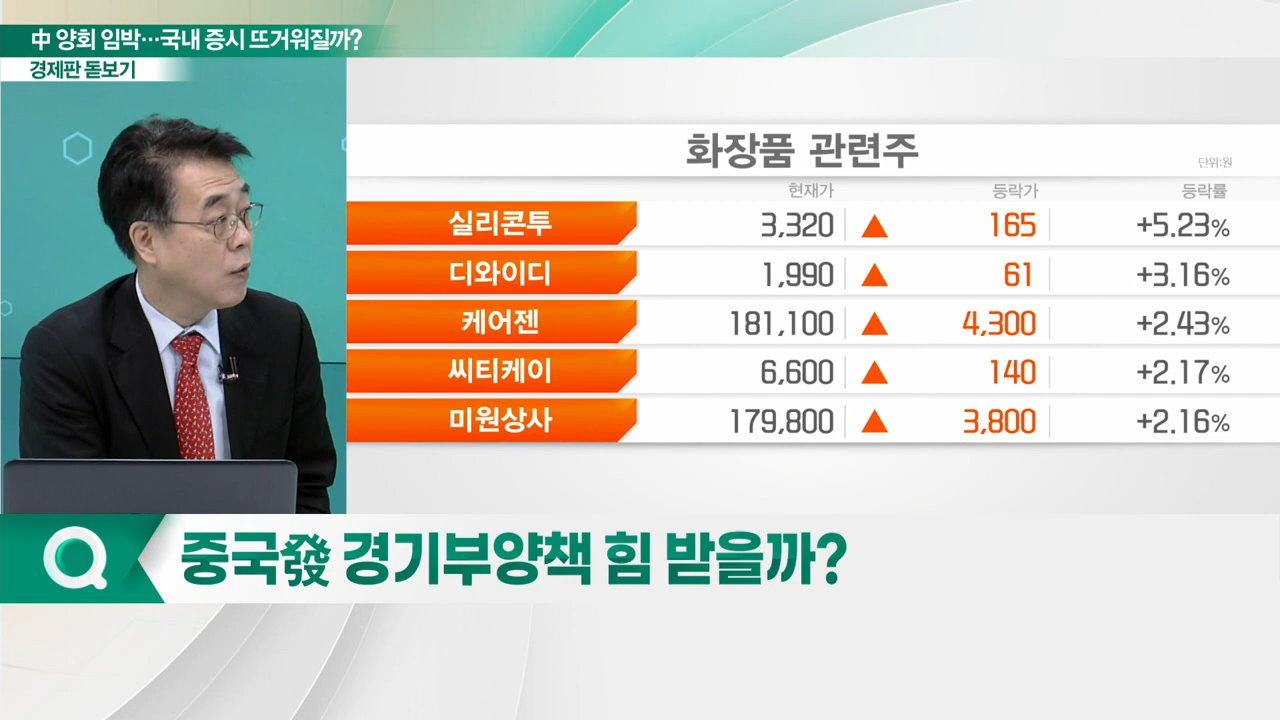 中 양회 임박…국내 증시 뜨거워질까?
경제판 돋보기
화장품 관련주
단위:원
현재가 등락가 등락률
실리콘투 3,320 ▲ 165 +5.23%
디와이디 1,990 ▲ 61 +3.16%
케어젠 181,100 ▲ 4,300 +2.43%
씨티케이 6,600 ▲ 140 +2.17%
미원상사 179,800 ▲ 3,800 +2.16%
Q 중국發 경기부양책 힘 받을까?